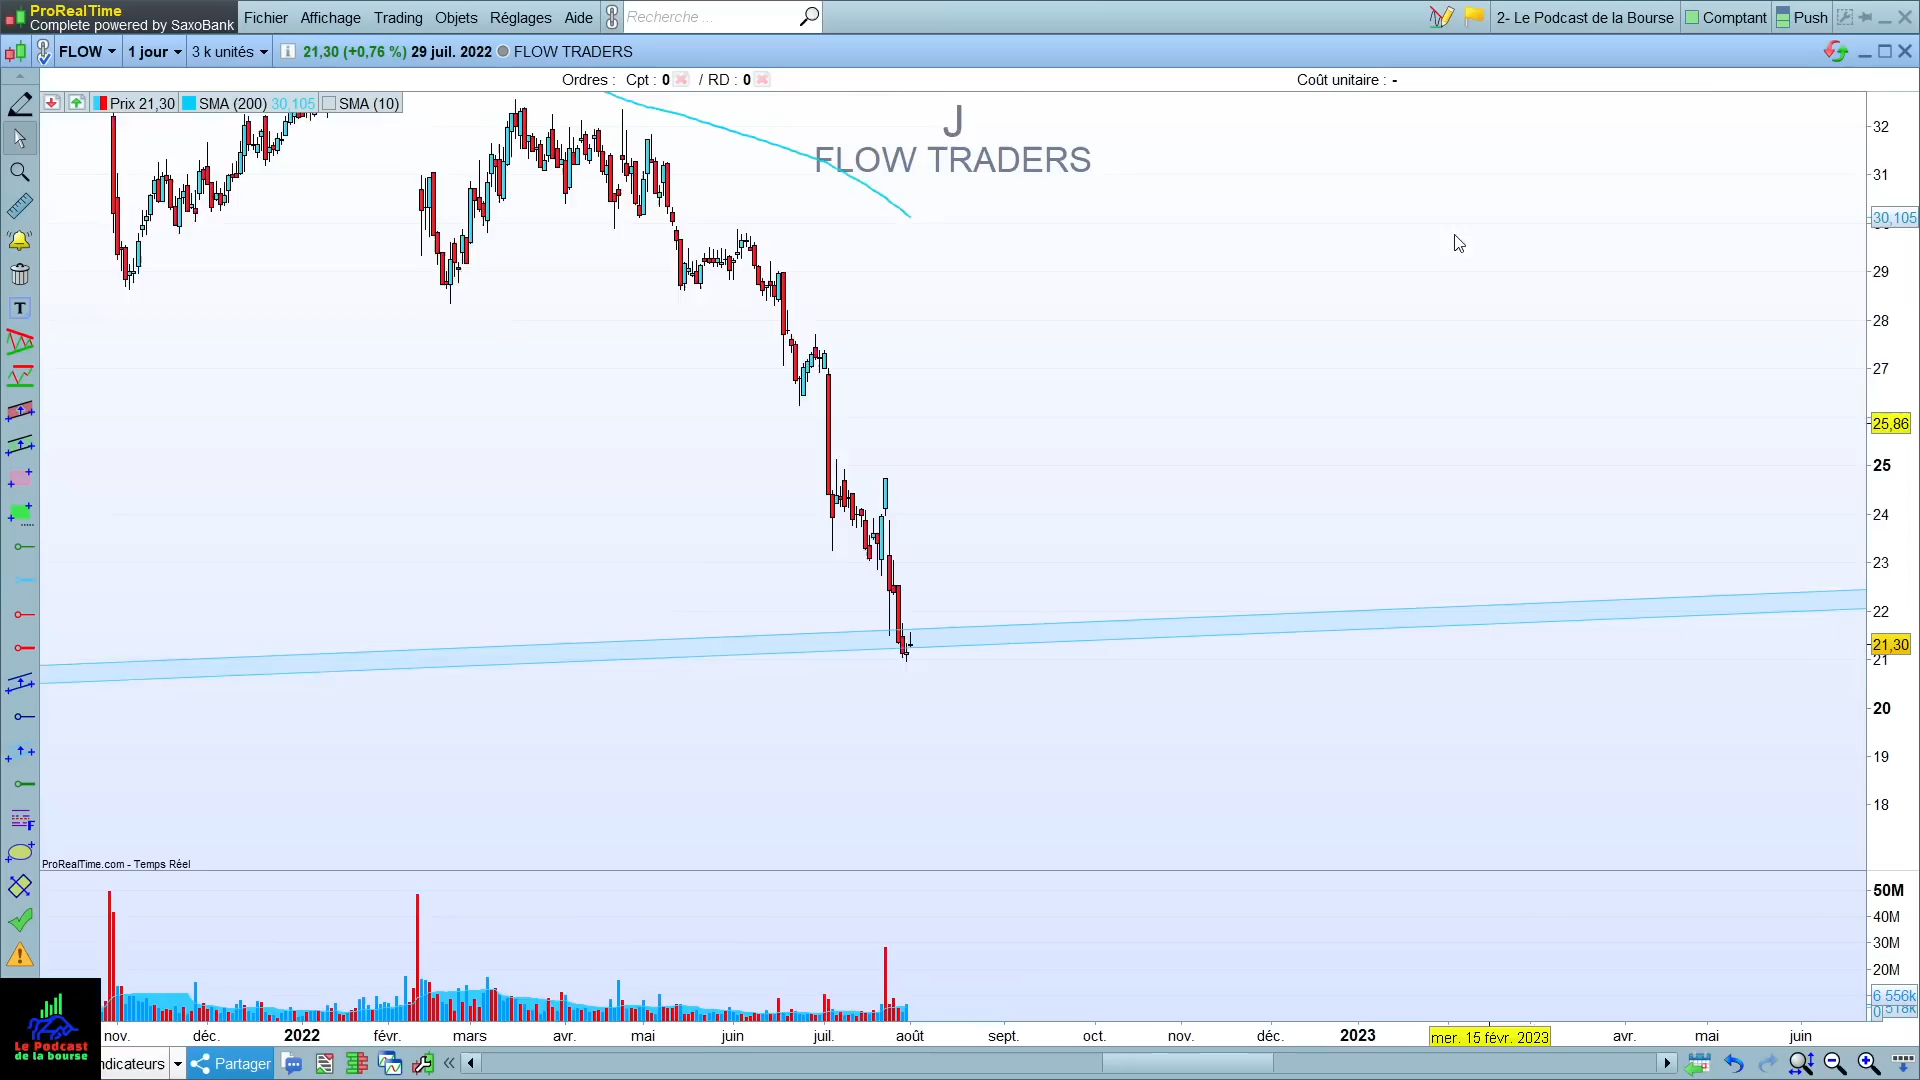 ProRealTime
Complete powered by SaxoBank
Fichier Affichage Trading Objets Réglages Aide
Recherche ...
2- Le Podcast de la Bourse
Comptant
Push
FLOW
1 jour
3 k unités
21,30 (+0,76 %) 29 juil. 2022
FLOW TRADERS
Ordres : Cpt : 0 / RD : 0
Coût unitaire : -
Prix 21,30
SMA (200) 30,105
SMA (10)
J
FLOW TRADERS
32
31
30,105
29
28
27
25,86
25
24
23
22
21,30
21
20
19
18
T
F
ProRealTime.com - Temps Réel
50M
40M
30M
20M
6 556k
nov. déc. 2022 févr. mars avr. mai juin juil. août sept. oct. nov. déc. 2023 mer. 15 févr. 2023 avr. mai juin
Le Podcast
de la bourse
ndicateurs
Partager